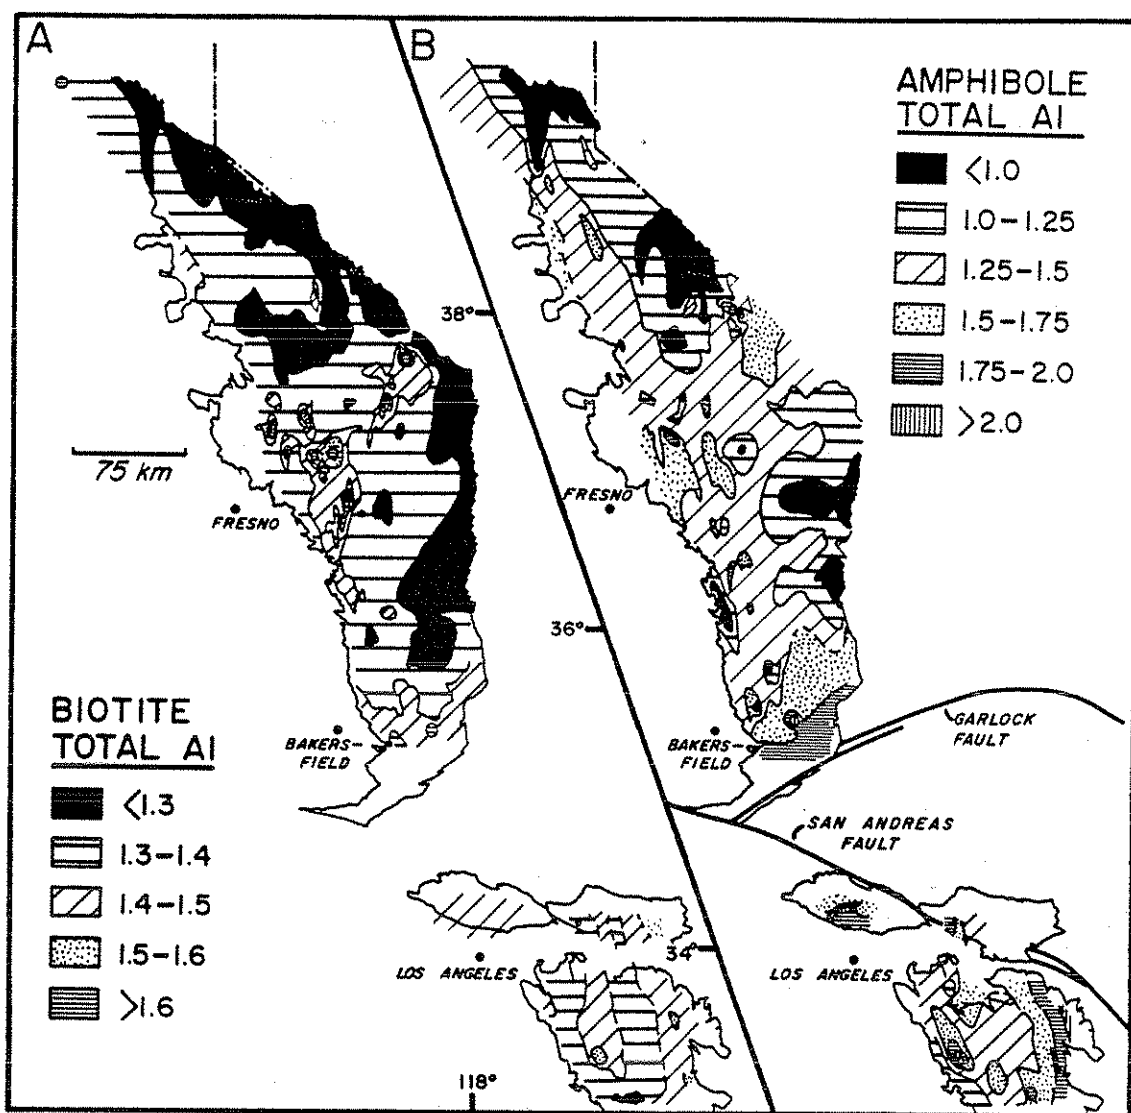 A
B
AMPHIBOLE
TOTAL Al
<1.0
1.0-1.25
1.25-1.5
1.5-1.75
1.75-2.0
>2.0
38°
75 km
FRESNO
FRESNO
36°
BIOTITE
TOTAL Al
<1.3
1.3-1.4
1.4-1.5
1.5-1.6
>1.6
BAKERS-
FIELD
BAKERS-
FIELD
GARLOCK
FAULT
SAN ANDREAS
FAULT
34°
LOS ANGELES
LOS ANGELES
118°